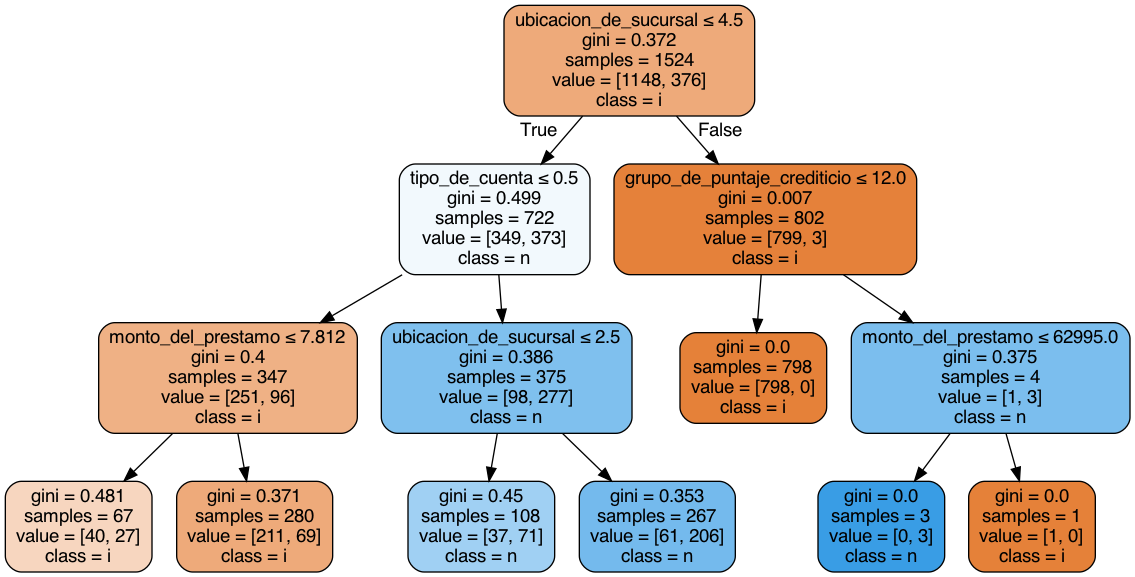 ubicacion_de_sucursal ≤ 4.5
gini = 0.372
samples = 1524
value = [1148, 376]
class = i
True
False
tipo_de_cuenta ≤ 0.5
gini = 0.499
samples = 722
value = [349, 373]
class = n
grupo_de_puntaje_crediticio ≤ 12.0
gini = 0.007
samples = 802
value = [799, 3]
class = i
monto_del_prestamo ≤ 7.812
gini = 0.4
samples = 347
value = [251, 96]
class = i
ubicacion_de_sucursal ≤ 2.5
gini = 0.386
samples = 375
value = [98, 277]
class = n
gini = 0.0
samples = 798
value = [798, 0]
class = i
monto_del_prestamo ≤ 62995.0
gini = 0.375
samples = 4
value = [1, 3]
class = n
gini = 0.481
samples = 67
value = [40, 27]
class = i
gini = 0.371
samples = 280
value = [211, 69]
class = i
gini = 0.45
samples = 108
value = [37, 71]
class = n
gini = 0.353
samples = 267
value = [61, 206]
class = n
gini = 0.0
samples = 3
value = [0, 3]
class = n
gini = 0.0
samples = 1
value = [1, 0]
class = i